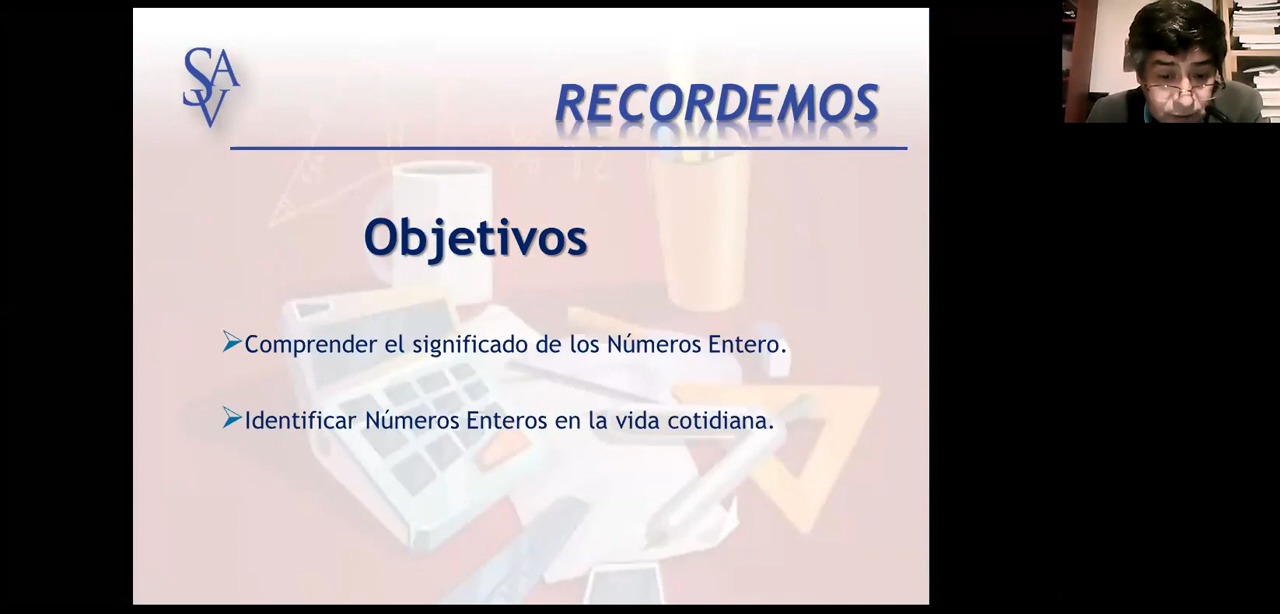 SAV
RECORDEMOS
Objetivos
Comprender el significado de los Números Entero.
Identificar Números Enteros en la vida cotidiana.